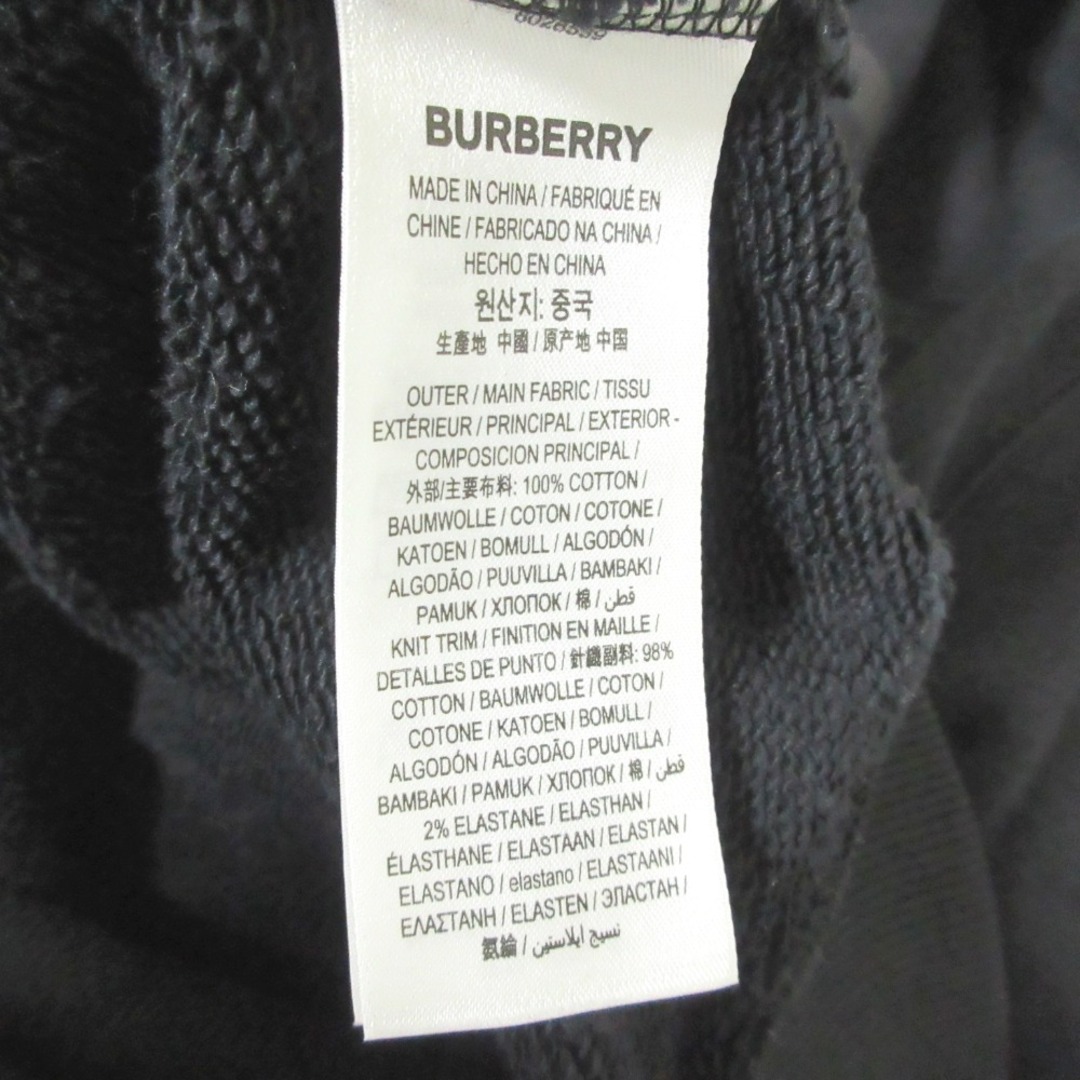 8028599
BURBERRY
MADE IN CHINA / FABRIQUÉ EN
CHINE / FABRICADO NA CHINA /
HECHO EN CHINA
원산지: 중국
生產地 中國 / 原产地 中国
OUTER / MAIN FABRIC / TISSU
EXTÉRIEUR / PRINCIPAL / EXTERIOR -
COMPOSICION PRINCIPAL /
外部/主要布料: 100% COTTON /
BAUMWOLLE / COTON / COTONE /
KATOEN / BOMULL / ALGODÓN /
ALGODÃO / PUUVILLA / BAMBAKI /
PAMUK / ХЛОПОК / 棉 / قطن
KNIT TRIM / FINITION EN MAILLE /
DETALLES DE PUNTO / 針織副料: 98%
COTTON / BAUMWOLLE / COTON /
COTONE / KATOEN / BOMULL /
ALGODÓN / ALGODÃO / PUUVILLA /
BAMBAKI / PAMUK / ХЛОПОК / 棉 / قطن
2% ELASTANE / ELASTHAN /
ÉLASTHANE / ELASTAAN / ELASTAN /
ELASTANO / elastano / ELASTAANI /
ΕΛΑΣΤΑΝΗ / ELASTEN / ЭЛАСТАН /
氨綸 / نسيج ايلاستين